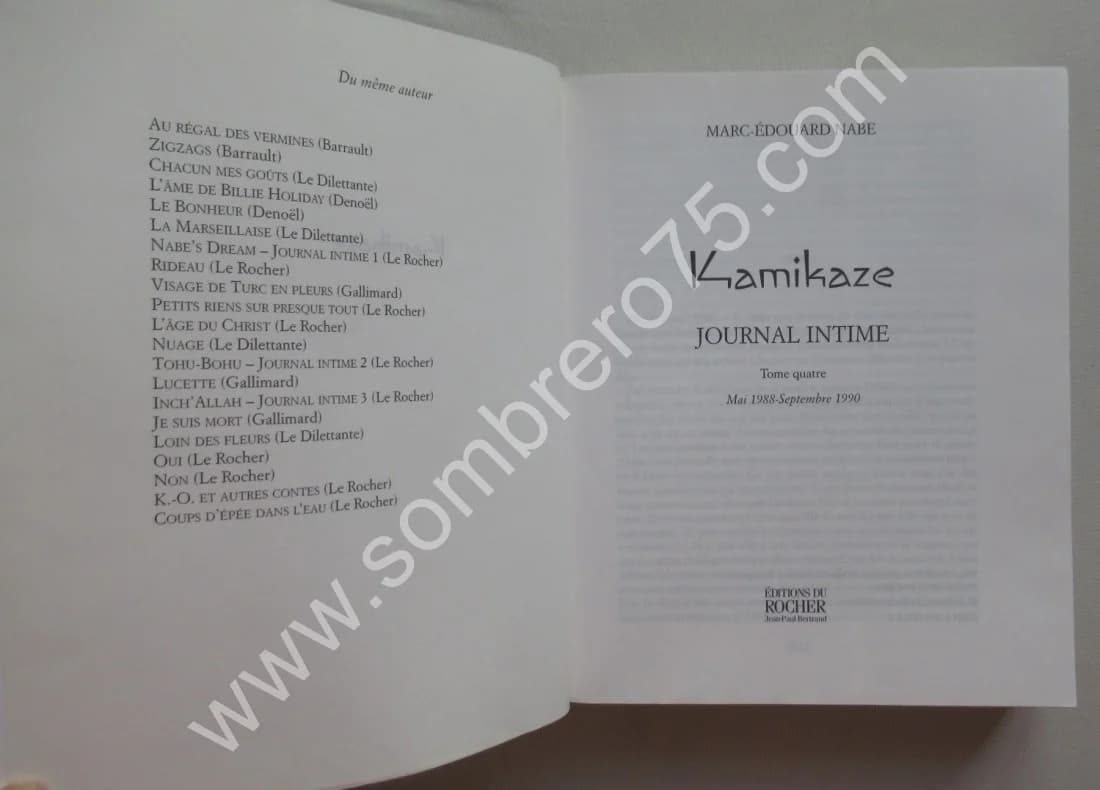 Du même auteur
AU RÉGAL DES VERMINES (Barrault)
ZIGZAGS (Barrault)
CHACUN MES GOÛTS (Le Dilettante)
L'ÂME DE BILLIE HOLIDAY (Denoël)
LE BONHEUR (Denoël)
LA MARSEILLAISE (Le Dilettante)
NABE'S DREAM – JOURNAL INTIME 1 (Le Rocher)
RIDEAU (Le Rocher)
VISAGE DE TURC EN PLEURS (Gallimard)
PETITS RIENS SUR PRESQUE TOUT (Le Rocher)
L'ÂGE DU CHRIST (Le Rocher)
NUAGE (Le Dilettante)
TOHU-BOHU – JOURNAL INTIME 2 (Le Rocher)
LUCETTE (Gallimard)
INCH'ALLAH – JOURNAL INTIME 3 (Le Rocher)
JE SUIS MORT (Gallimard)
LOIN DES FLEURS (Le Dilettante)
OUI (Le Rocher)
NON (Le Rocher)
K.-O. ET AUTRES CONTES (Le Rocher)
COUPS D'ÉPÉE DANS L'EAU (Le Rocher)
MARC-ÉDOUARD NABE
Kamikaze
JOURNAL INTIME
Tome quatre
Mai 1988-Septembre 1990
ÉDITIONS DU
ROCHER
Jean-Paul Bertrand
www.sombrero75.com